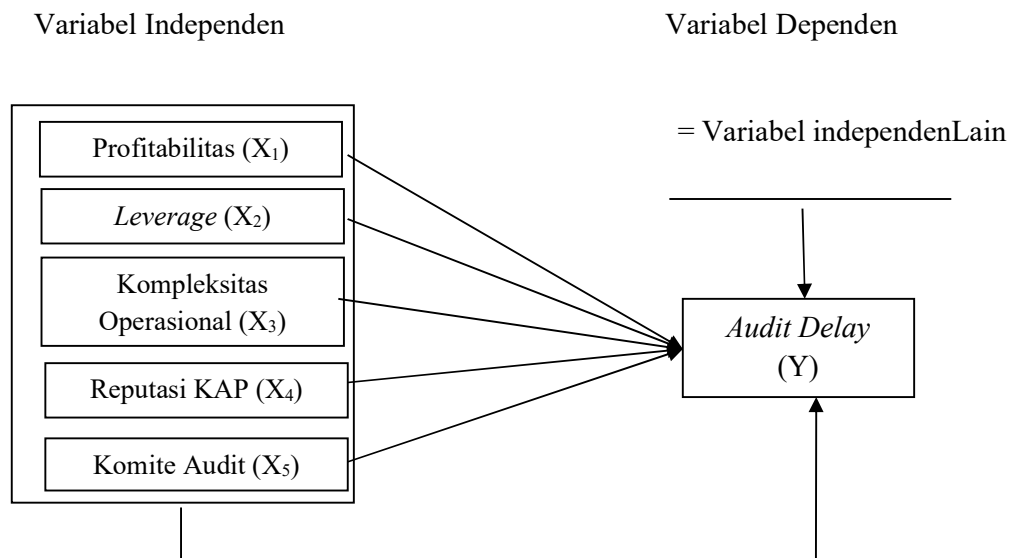 Variabel Independen
Variabel Dependen
= Variabel independenLain
Profitabilitas (X₁)
Leverage (X₂)
Kompleksitas
Operasional (X₃)
Reputasi KAP (X₄)
Komite Audit (X₅)
Audit Delay
(Y)